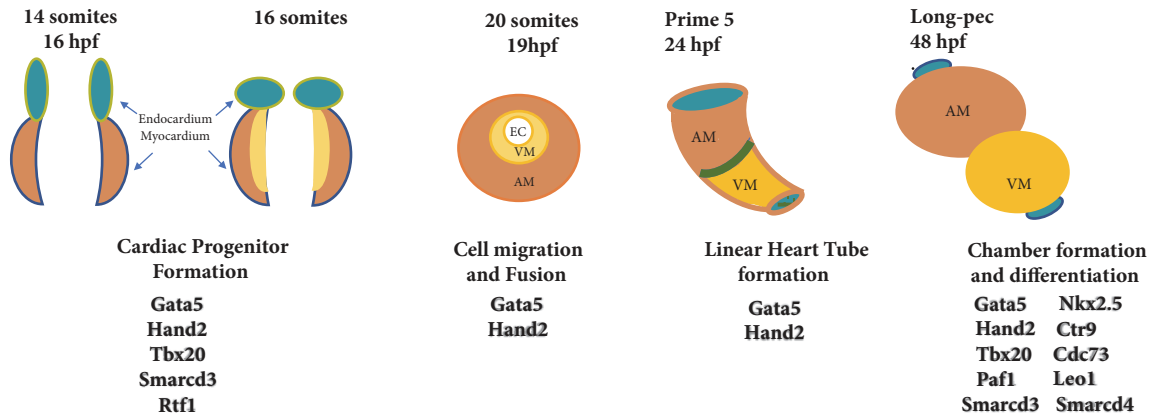 14 somites
16 hpf
16 somites
20 somites
19hpf
Prime 5
24 hpf
Long-pec
48 hpf
Endocardium
Myocardium
EC
VM
AM
AM
VM
AM
VM
Cardiac Progenitor
Formation
Gata5
Hand2
Tbx20
Smarcd3
Rtf1
Cell migration
and Fusion
Gata5
Hand2
Linear Heart Tube
formation
Gata5
Hand2
Chamber formation
and differentiation
Gata5 Nkx2.5
Hand2 Ctr9
Tbx20 Cdc73
Paf1 Leo1
Smarcd3 Smarcd4